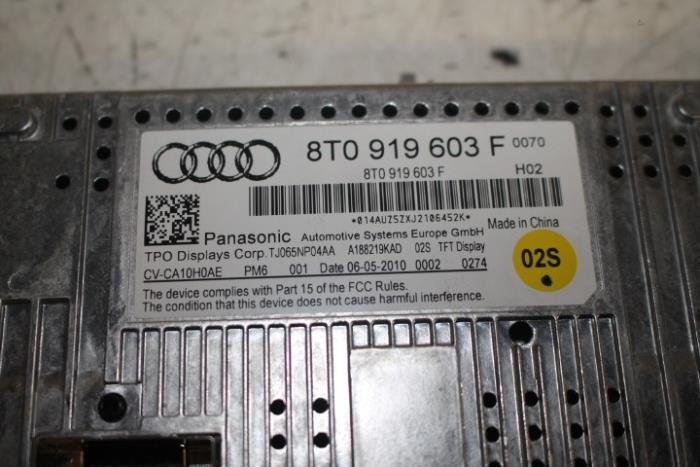 8T0 919 603 F 0070
8T0 919 603 F H02
*014AUZ5ZXJ2106452K*
Panasonic Automotive Systems Europe GmbH Made in China
TPO Displays Corp. TJ065NP04AA A188219KAD 02S TFT Display
CV-CA10H0AE PM6 001 Date 06-05-2010 0002 0274
02S
The device complies with Part 15 of the FCC Rules.
The condition that this device does not cause harmful interference.